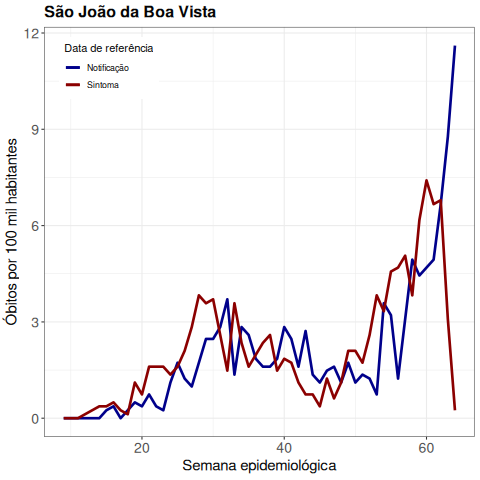 São João da Boa Vista
Data de referência
Notificação
Sintoma
Óbitos por 100 mil habitantes
12
9
6
3
0
20
40
60
Semana epidemiológica